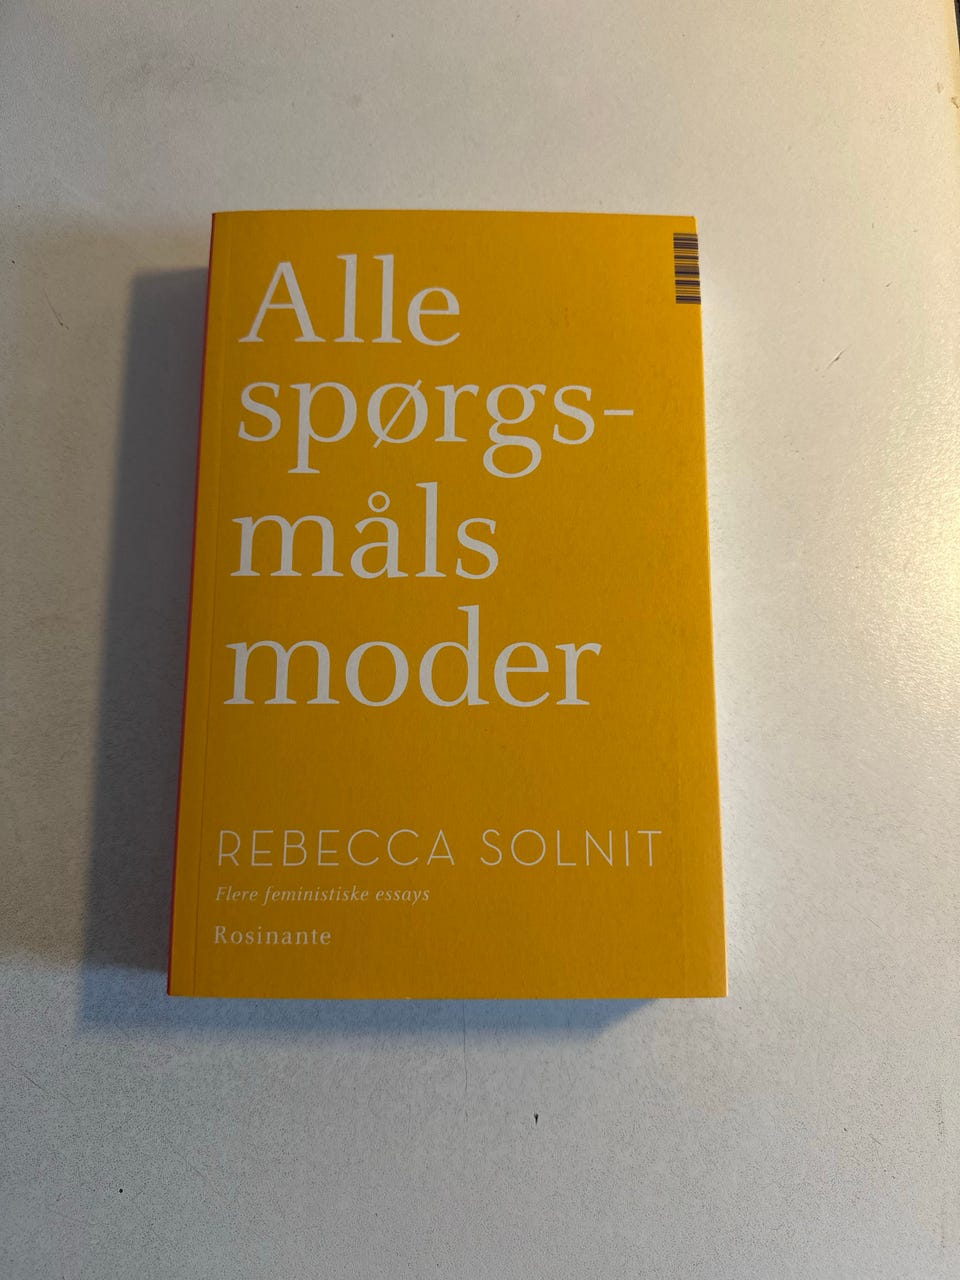 Alle
spørgs-
måls
moder
REBECCA SOLNIT
Flere feministiske essays
Rosinante